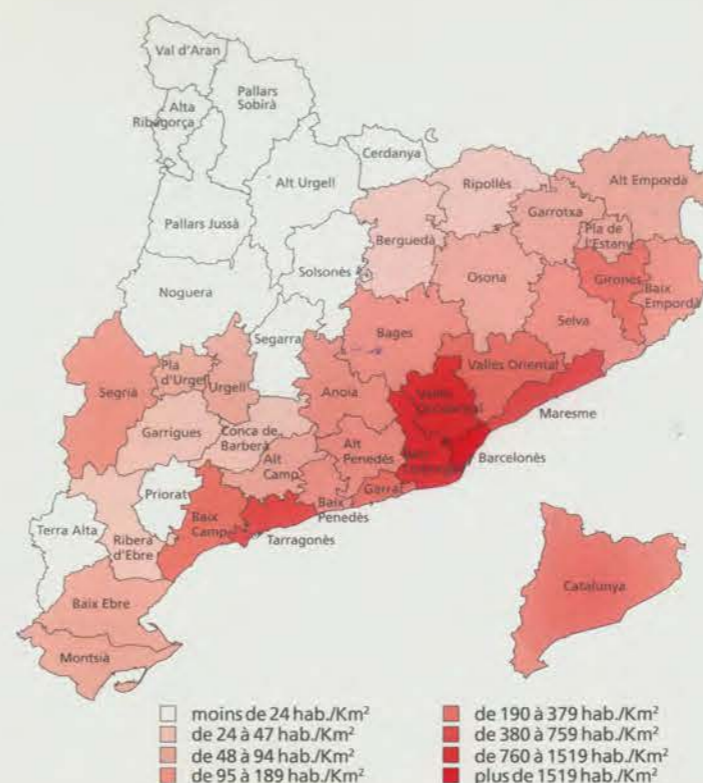 Val d'Aran
Alta
Ribagorça
Pallars
Sobirà
Cerdanya
Alt Urgell
Pallars Jussà
Ripollès
Alt Empordà
Garrotxa
Pla de
l'Estany
Berguedà
Solsonès
Osona
Gironès
Baix
Empordà
Noguera
Segarra
Bages
Selva
Vallès Oriental
Segrià
Pla
d'Urgell
Urgell
Anoia
Vallès
Occidental
Maresme
Garrigues
Conca de
Barberà
Alt
Camp
Alt
Penedès
Baix
Barcelonès
Priorat
Garraf
Baix
Penedès
Baix
Camp
Tarragonès
Terra Alta
Ribera
d'Ebre
Baix Ebre
Montsià
Catalunya
moins de 24 hab./Km²
de 24 à 47 hab./Km²
de 48 à 94 hab./Km²
de 95 à 189 hab./Km²
de 190 à 379 hab./Km²
de 380 à 759 hab./Km²
de 760 à 1519 hab./Km²
plus de 1519 hab./Km²